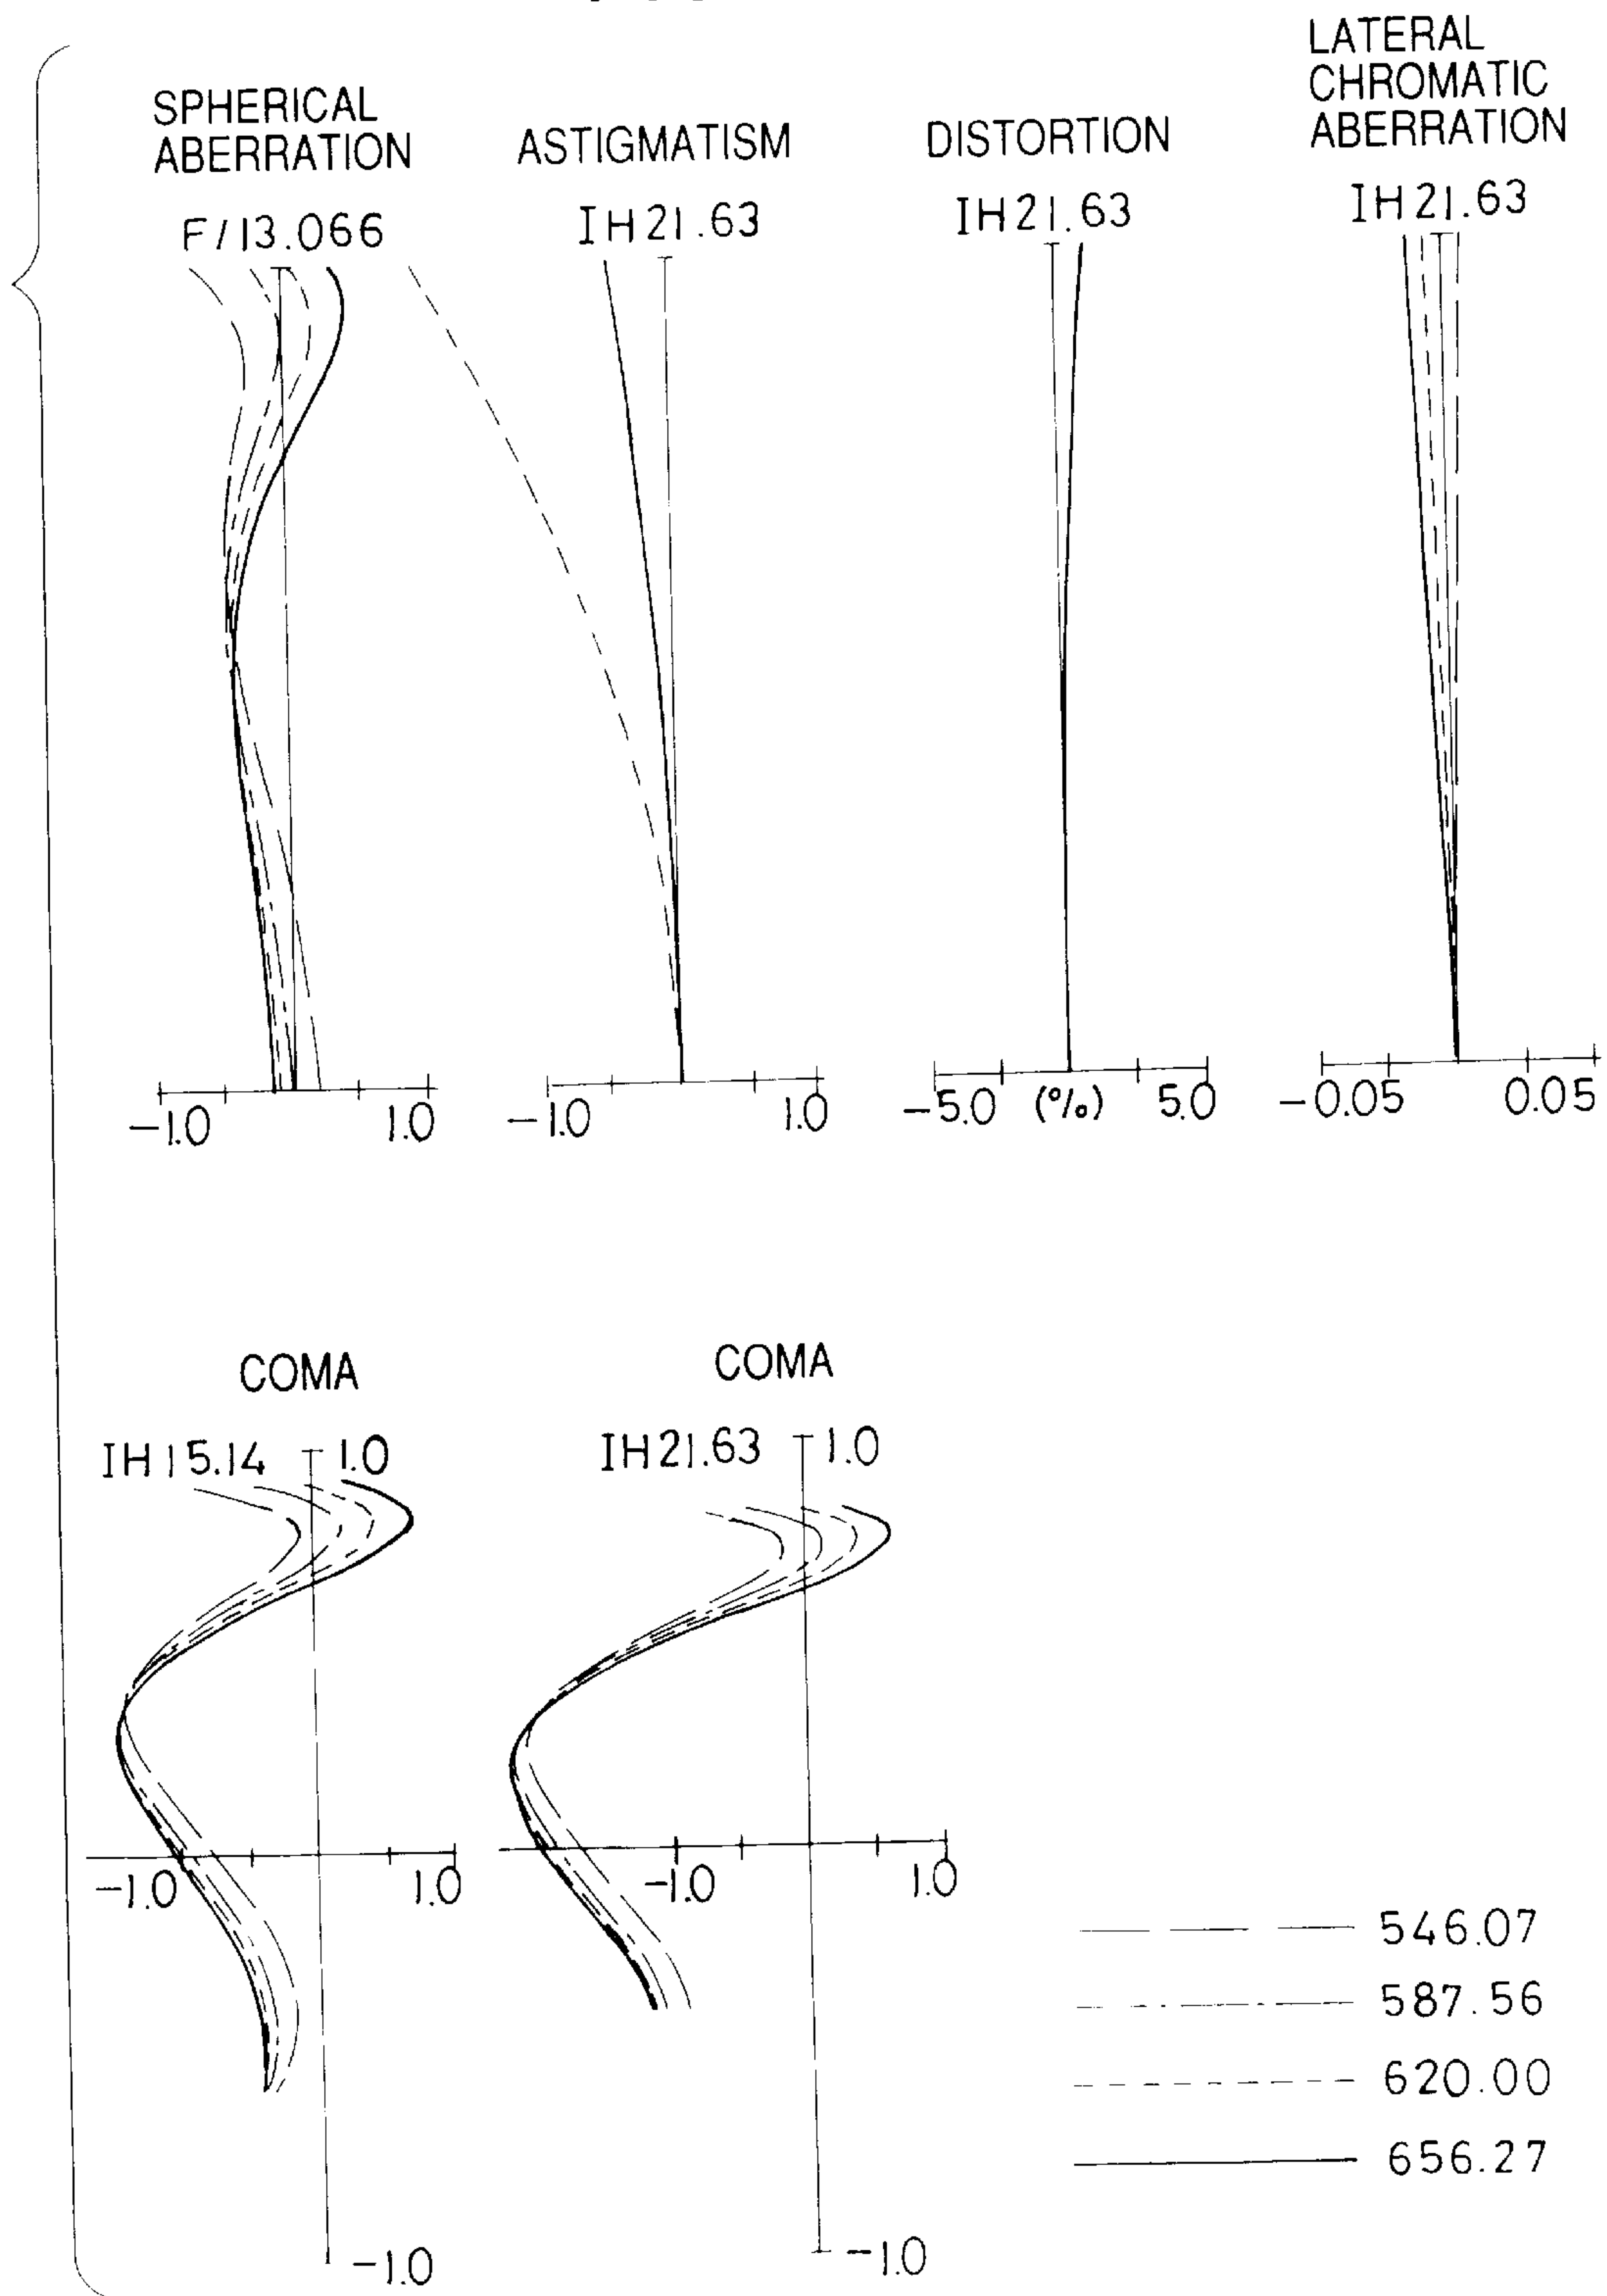 SPHERICAL
ABERRATION
F/13.066
-1.0 1.0
ASTIGMATISM
IH21.63
-1.0 1.0
DISTORTION
IH21.63
-5.0 (%) 5.0
LATERAL
CHROMATIC
ABERRATION
IH21.63
-0.05 0.05
COMA
IH15.14 1.0
-1.0 1.0
-1.0
COMA
IH21.63 1.0
-1.0 1.0
-1.0
546.07
587.56
620.00
656.27